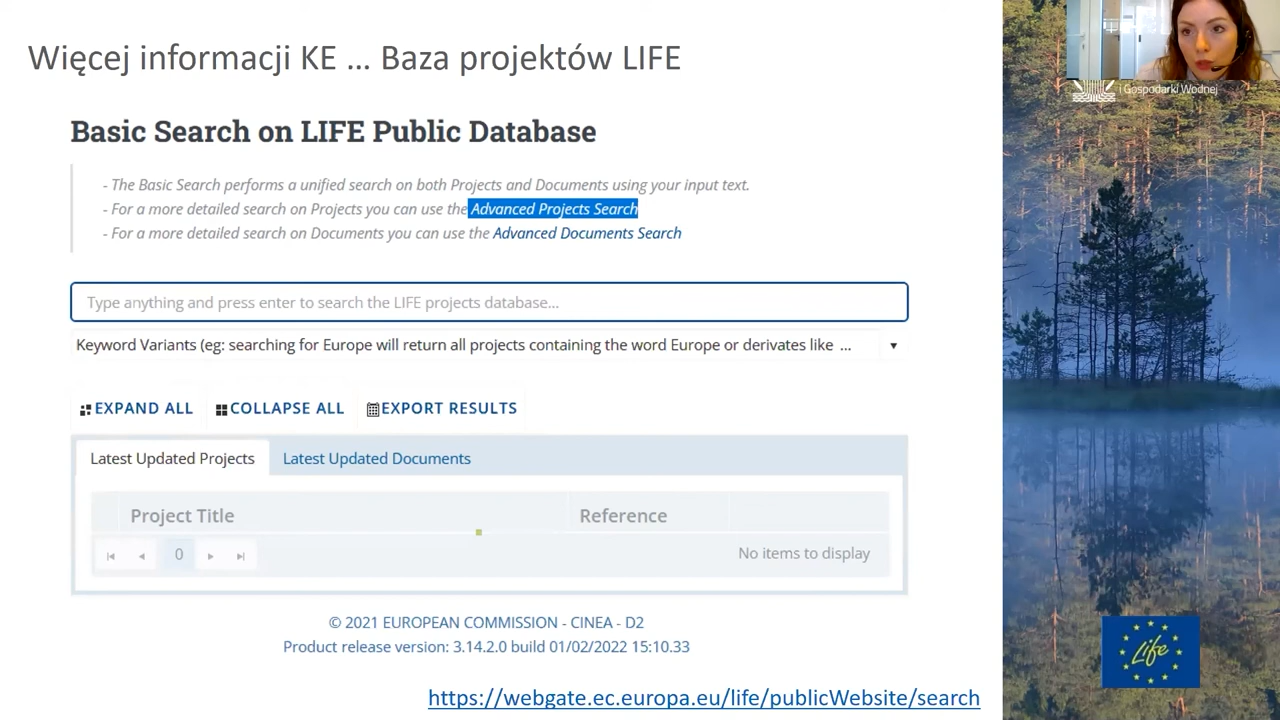 Więcej informacji KE ... Baza projektów LIFE
i Gospodarki Wodnej
Basic Search on LIFE Public Database
- The Basic Search performs a unified search on both Projects and Documents using your input text.
- For a more detailed search on Projects you can use the Advanced Projects Search
- For a more detailed search on Documents you can use the Advanced Documents Search
Type anything and press enter to search the LIFE projects database...
Keyword Variants (eg: searching for Europe will return all projects containing the word Europe or derivates like ...
EXPAND ALL COLLAPSE ALL EXPORT RESULTS
Latest Updated Projects Latest Updated Documents
Project Title Reference
0 No items to display
© 2021 EUROPEAN COMMISSION - CINEA - D2
Product release version: 3.14.2.0 build 01/02/2022 15:10.33
Life
https://webgate.ec.europa.eu/life/publicWebsite/search